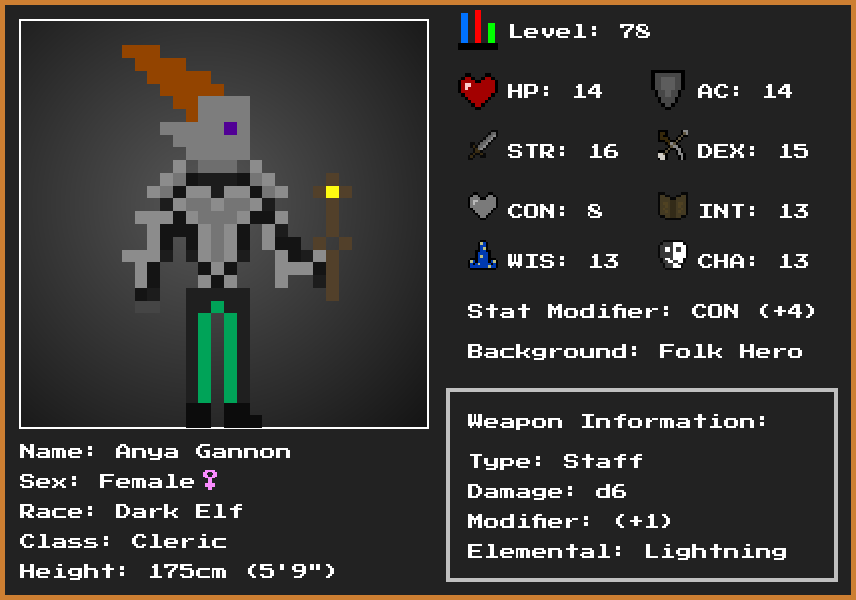 Level: 78
HP: 14
AC: 14
STR: 16
DEX: 15
CON: 8
INT: 13
WIS: 13
CHA: 13
Stat Modifier: CON (+4)
Background: Folk Hero
Weapon Information:
Type: Staff
Damage: d6
Modifier: (+1)
Elemental: Lightning
Name: Anya Gannon
Sex: Female♀
Race: Dark Elf
Class: Cleric
Height: 175cm (5'9")